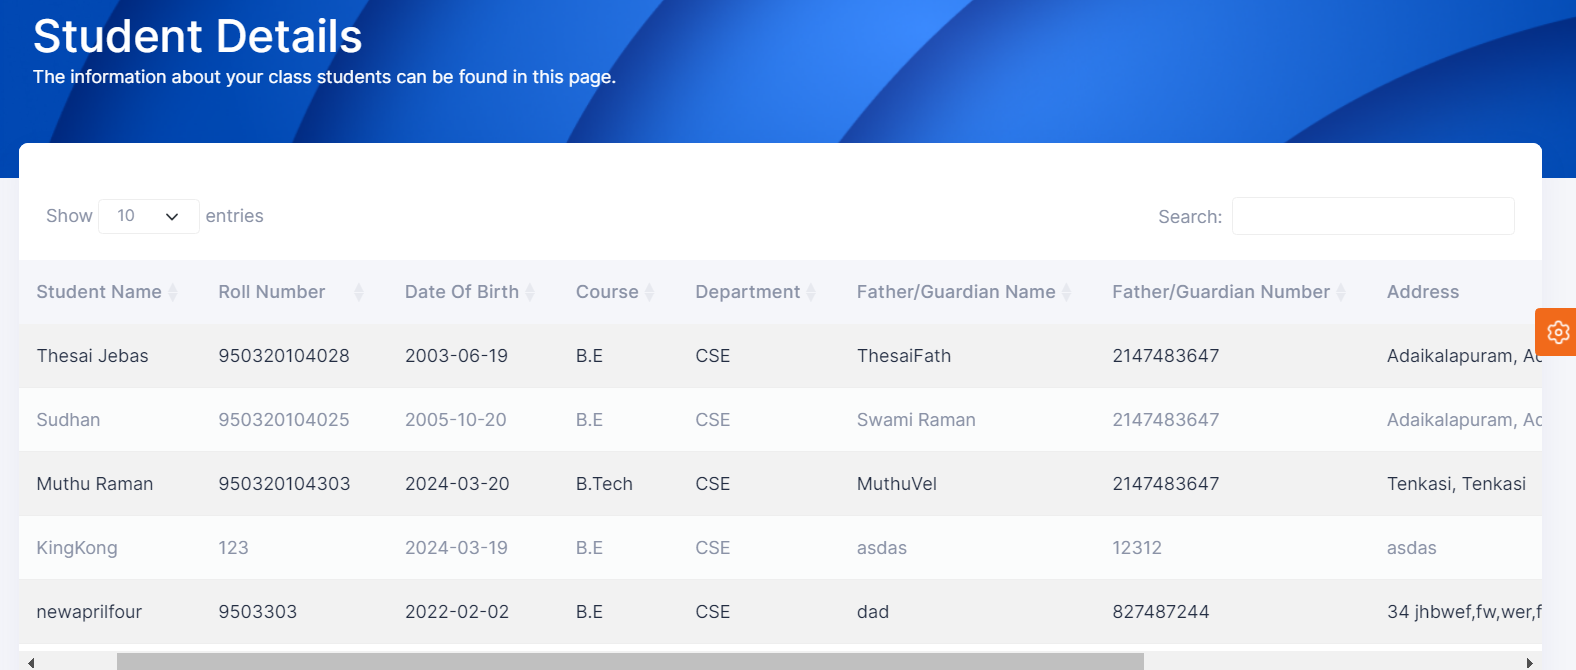 Student Details
The information about your class students can be found in this page.
Show 10 entries
Search:
Student Name Roll Number Date Of Birth Course Department Father/Guardian Name Father/Guardian Number Address
Thesai Jebas 950320104028 2003-06-19 B.E CSE ThesaiFath 2147483647 Adaikalapuram,
Sudhan 950320104025 2005-10-20 B.E CSE Swami Raman 2147483647 Adaikalapuram,
Muthu Raman 950320104303 2024-03-20 B.Tech CSE MuthuVel 2147483647 Tenkasi, Tenkasi
KingKong 123 2024-03-19 B.E CSE asdas 12312 asdas
newaprilfour 9503303 2022-02-02 B.E CSE dad 827487244 34 jhbwef,fw,wer,f